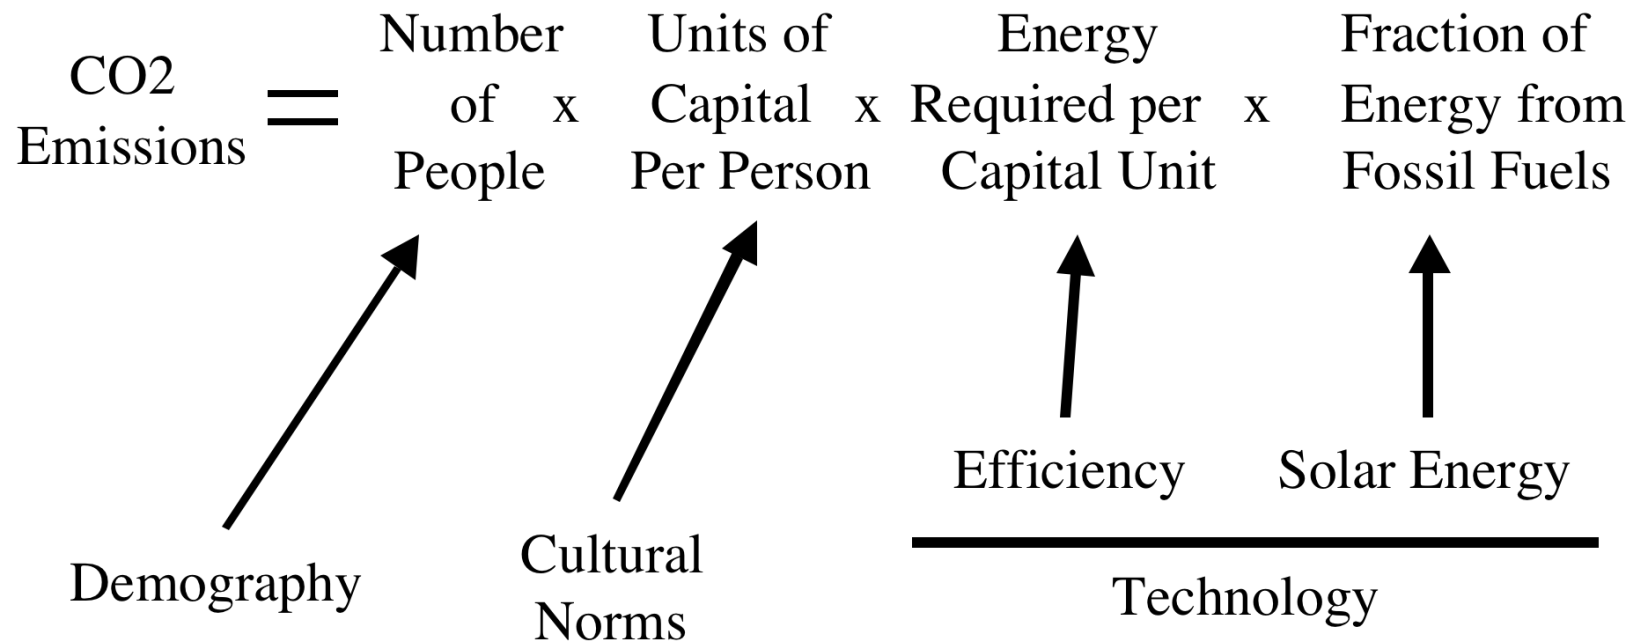 CO2
Emissions
=
Number
of
People
x
Units of
Capital
Per Person
x
Energy
Required per
Capital Unit
x
Fraction of
Energy from
Fossil Fuels
Demography
Cultural
Norms
Efficiency
Solar Energy
Technology